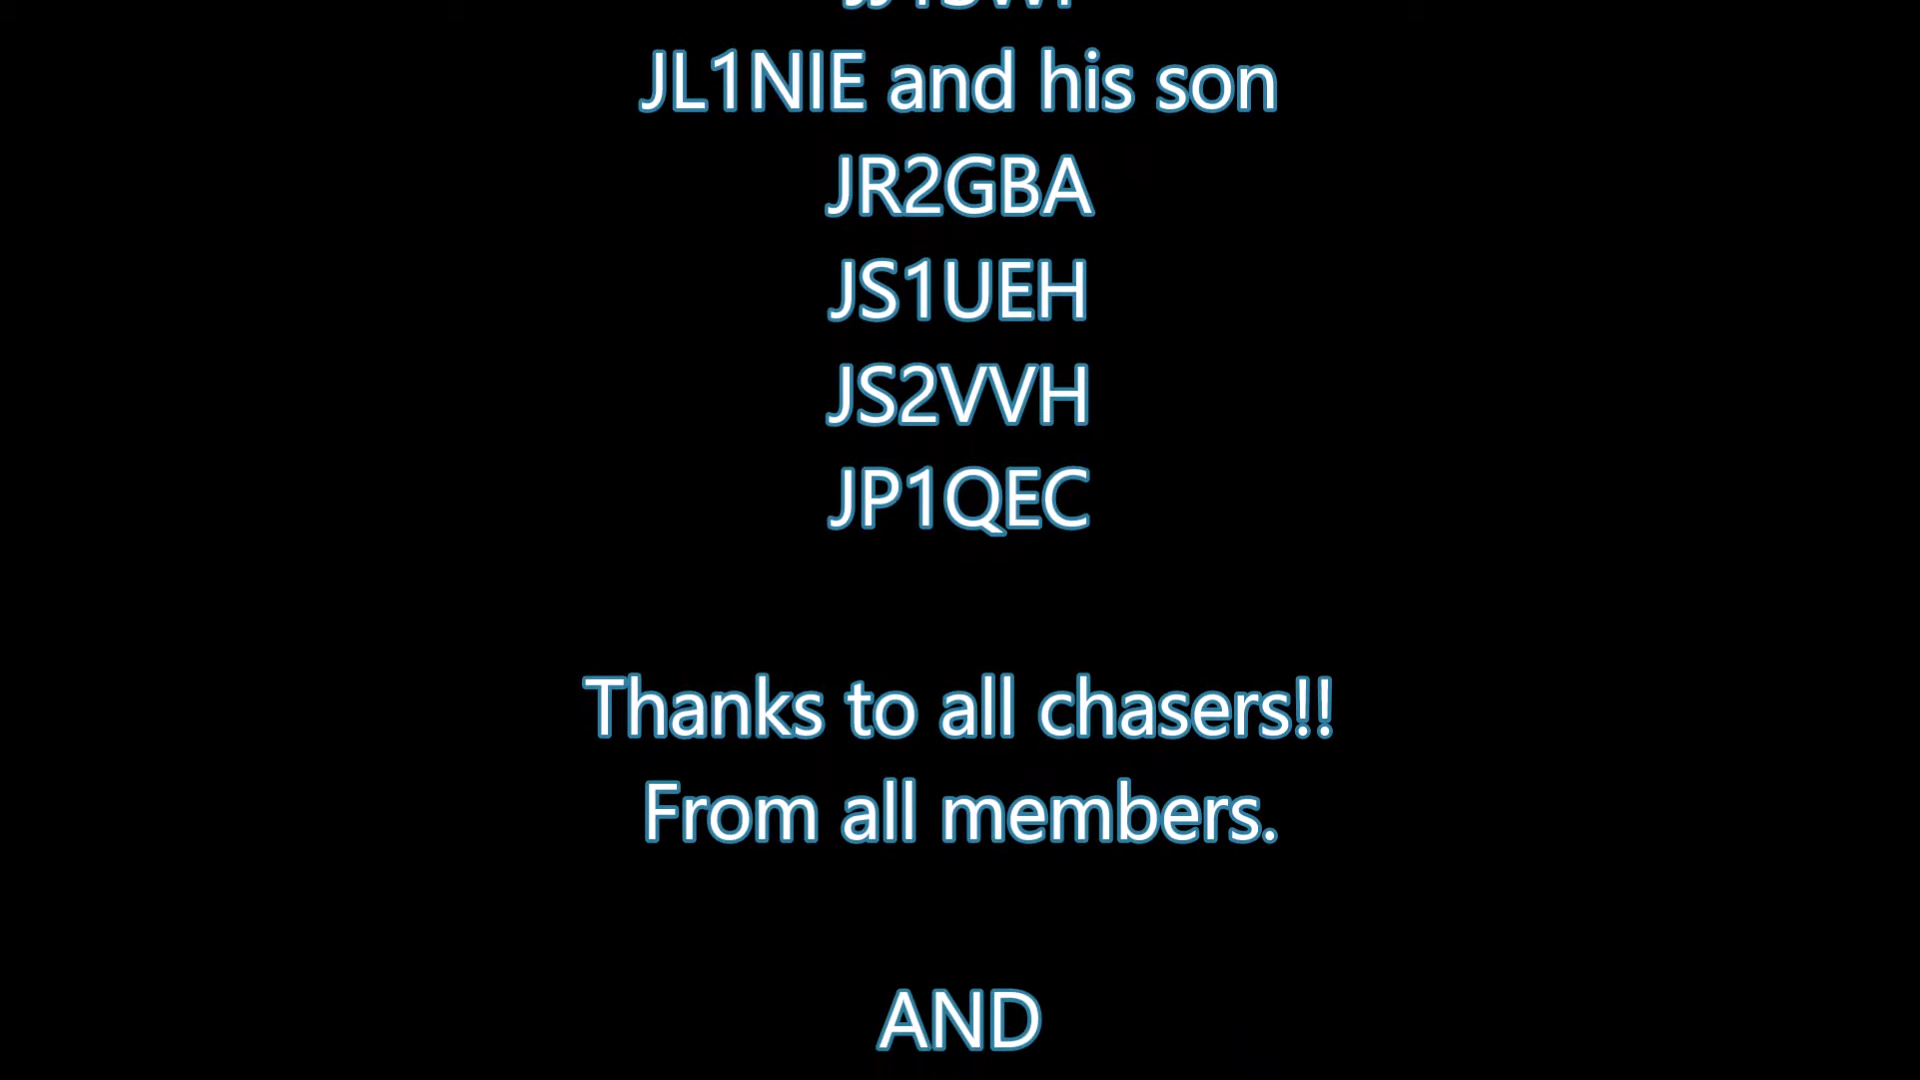 JL1NIE and his son
JR2GBA
JS1UEH
JS2VVH
JP1QEC
Thanks to all chasers!!
From all members.
AND